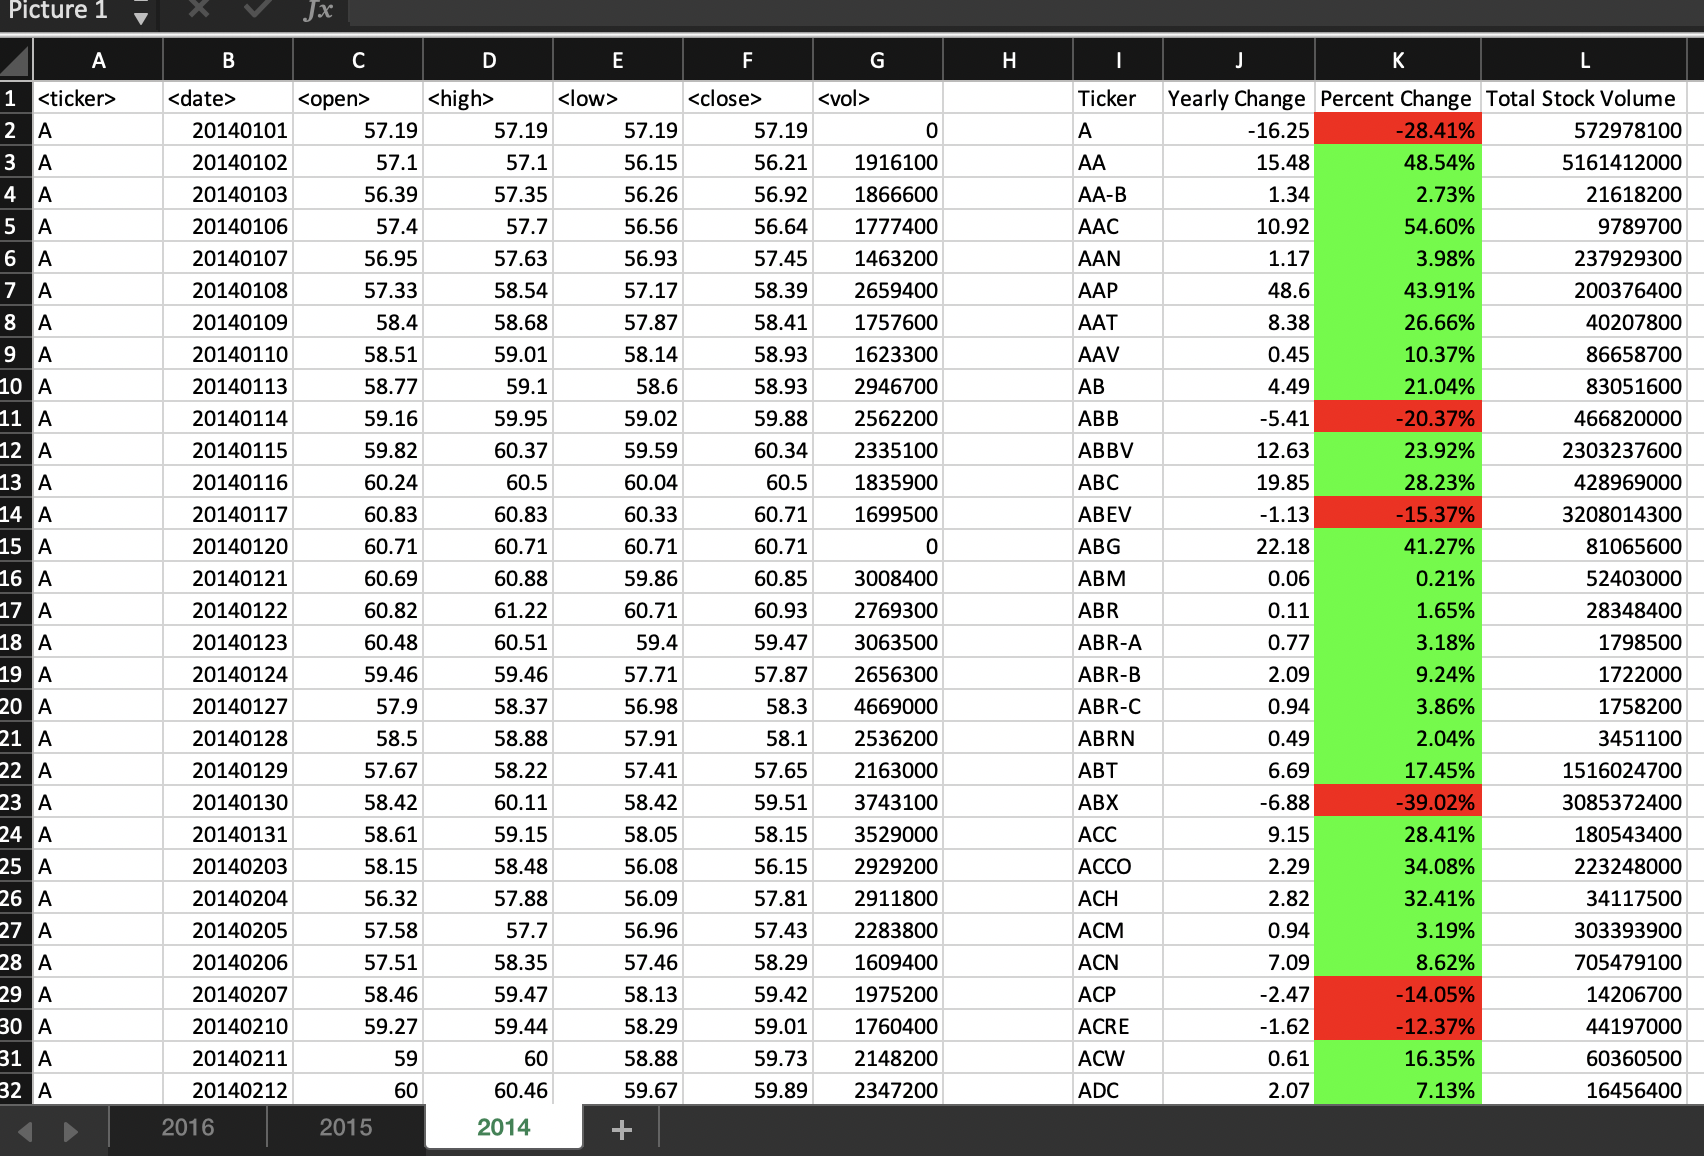 Picture 1 fx
A B C D E F G H I J K L
1 <ticker> <date> <open> <high> <low> <close> <vol> Ticker Yearly Change Percent Change Total Stock Volume
2 A 20140101 57.19 57.19 57.19 57.19 0 A -16.25 -28.41% 572978100
3 A 20140102 57.1 57.1 56.15 56.21 1916100 AA 15.48 48.54% 5161412000
4 A 20140103 56.39 57.35 56.26 56.92 1866600 AA-B 1.34 2.73% 21618200
5 A 20140106 57.4 57.7 56.56 56.64 1777400 AAC 10.92 54.60% 9789700
6 A 20140107 56.95 57.63 56.93 57.45 1463200 AAN 1.17 3.98% 237929300
7 A 20140108 57.33 58.54 57.17 58.39 2659400 AAP 48.6 43.91% 200376400
8 A 20140109 58.4 58.68 57.87 58.41 1757600 AAT 8.38 26.66% 40207800
9 A 20140110 58.51 59.01 58.14 58.93 1623300 AAV 0.45 10.37% 86658700
10 A 20140113 58.77 59.1 58.6 58.93 2946700 AB 4.49 21.04% 83051600
11 A 20140114 59.16 59.95 59.02 59.88 2562200 ABB -5.41 -20.37% 466820000
12 A 20140115 59.82 60.37 59.59 60.34 2335100 ABBV 12.63 23.92% 2303237600
13 A 20140116 60.24 60.5 60.04 60.5 1835900 ABC 19.85 28.23% 428969000
14 A 20140117 60.83 60.83 60.33 60.71 1699500 ABEV -1.13 -15.37% 3208014300
15 A 20140120 60.71 60.71 60.71 60.71 0 ABG 22.18 41.27% 81065600
16 A 20140121 60.69 60.88 59.86 60.85 3008400 ABM 0.06 0.21% 52403000
17 A 20140122 60.82 61.22 60.71 60.93 2769300 ABR 0.11 1.65% 28348400
18 A 20140123 60.48 60.51 59.4 59.47 3063500 ABR-A 0.77 3.18% 1798500
19 A 20140124 59.46 59.46 57.71 57.87 2656300 ABR-B 2.09 9.24% 1722000
20 A 20140127 57.9 58.37 56.98 58.3 4669000 ABR-C 0.94 3.86% 1758200
21 A 20140128 58.5 58.88 57.91 58.1 2536200 ABRN 0.49 2.04% 3451100
22 A 20140129 57.67 58.22 57.41 57.65 2163000 ABT 6.69 17.45% 1516024700
23 A 20140130 58.42 60.11 58.42 59.51 3743100 ABX -6.88 -39.02% 3085372400
24 A 20140131 58.61 59.15 58.05 58.15 3529000 ACC 9.15 28.41% 180543400
25 A 20140203 58.15 58.48 56.08 56.15 2929200 ACCO 2.29 34.08% 223248000
26 A 20140204 56.32 57.88 56.09 57.81 2911800 ACH 2.82 32.41% 34117500
27 A 20140205 57.58 57.7 56.96 57.43 2283800 ACM 0.94 3.19% 303393900
28 A 20140206 57.51 58.35 57.46 58.29 1609400 ACN 7.09 8.62% 705479100
29 A 20140207 58.46 59.47 58.13 59.42 1975200 ACP -2.47 -14.05% 14206700
30 A 20140210 59.27 59.44 58.29 59.01 1760400 ACRE -1.62 -12.37% 44197000
31 A 20140211 59 60 58.88 59.73 2148200 ACW 0.61 16.35% 60360500
32 A 20140212 60 60.46 59.67 59.89 2347200 ADC 2.07 7.13% 16456400
2016 2015 2014 +